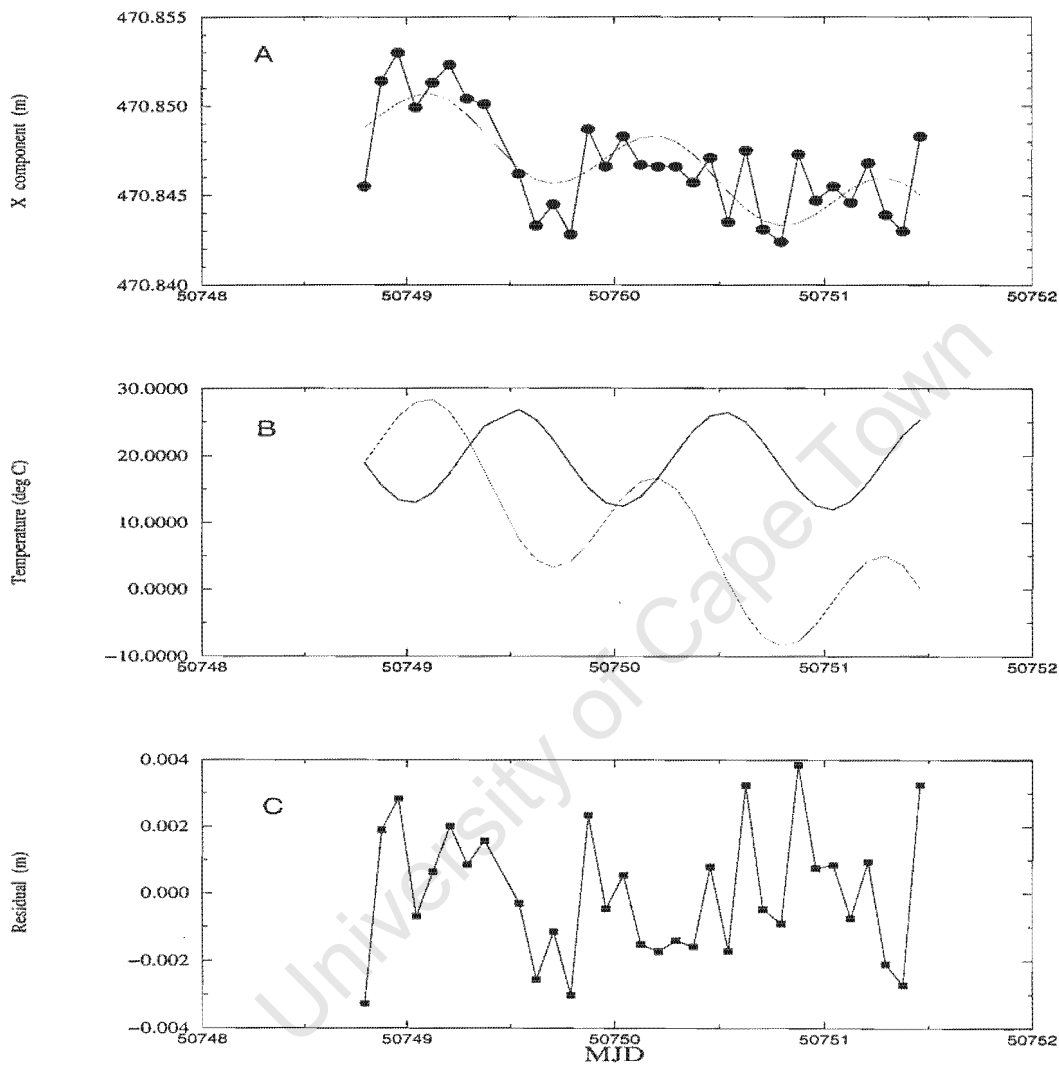 470.855
A
470.850
X component (m)
470.845
470.840
50748 50749 50750 50751 50752
30.0000
B
20.0000
Temperature (deg C)
10.0000
0.0000
−10.0000
50748 50749 50750 50751 50752
0.004
C
0.002
Residual (m)
0.000
−0.002
−0.004
50748 50749 50750 50751 50752
MJD
University of Cape Town